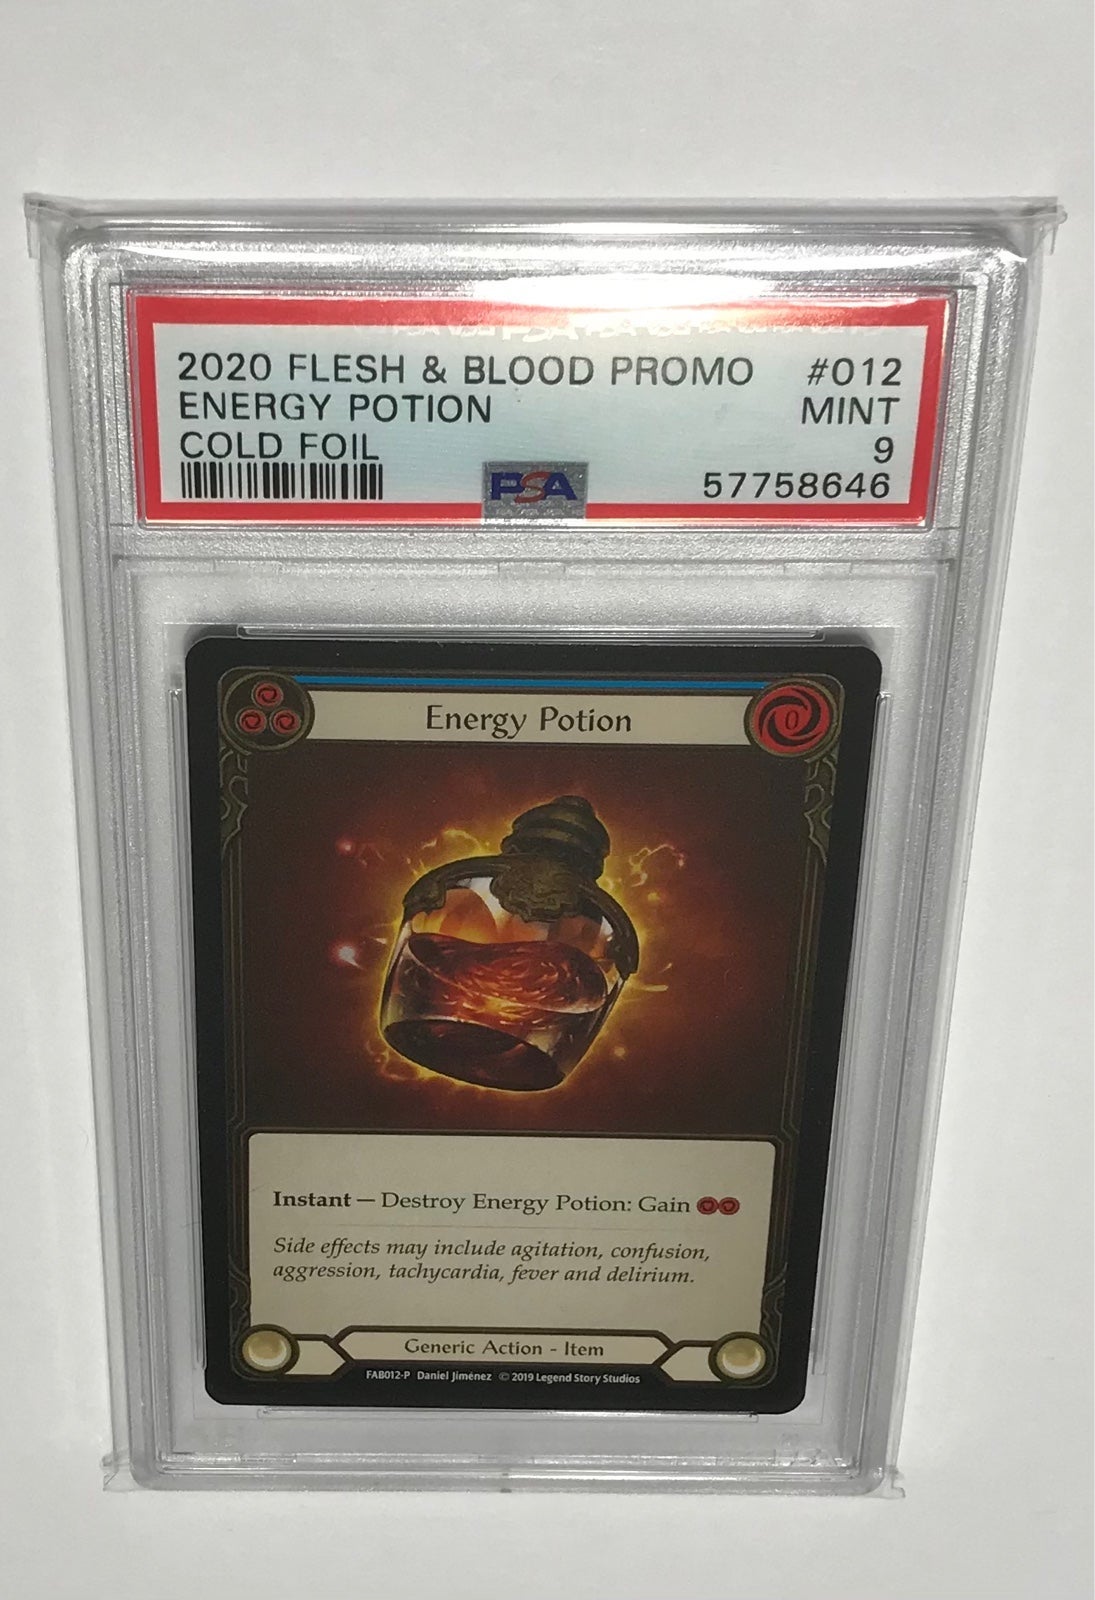 2020 FLESH & BLOOD PROMO #012
ENERGY POTION MINT
COLD FOIL 9
PSA 57758646
Energy Potion
0
Instant — Destroy Energy Potion: Gain
Side effects may include agitation, confusion,
aggression, tachycardia, fever and delirium.
Generic Action - Item
FAB012-P Daniel Jiménez © 2019 Legend Story Studios